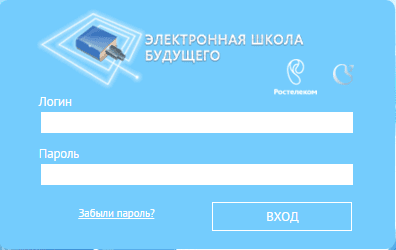 ЭЛЕКТРОННАЯ ШКОЛА
БУДУЩЕГО
Ростелеком
Логин
Пароль
Забыли пароль?
ВХОД